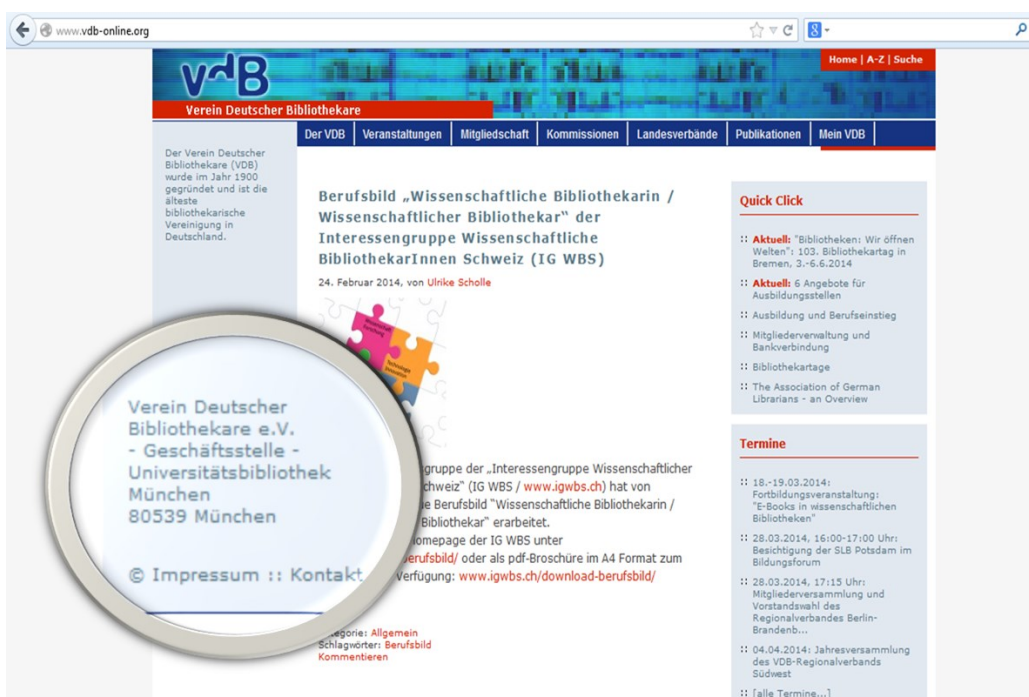 www.vdb-online.org
Home | A-Z | Suche
vdB
Verein Deutscher Bibliothekare
Der VDB
Veranstaltungen
Mitgliedschaft
Kommissionen
Landesverbände
Publikationen
Mein VDB
Der Verein Deutscher
Bibliothekare (VDB)
wurde im Jahr 1900
gegründet und ist die
älteste
bibliothekarische
Vereinigung in
Deutschland.
Berufsbild „Wissenschaftliche Bibliothekarin /
Wissenschaftlicher Bibliothekar“ der
Interessengruppe Wissenschaftliche
BibliothekarInnen Schweiz (IG WBS)
24. Februar 2014, von Ulrike Scholle
Wissenschaft
Forschung
Technologie
Innovation
gruppe der „Interessengruppe Wissenschaftlicher
chweiz“ (IG WBS / www.igwbs.ch) hat von
e Berufsbild "Wissenschaftliche Bibliothekarin /
Bibliothekar" erarbeitet.
omepage der IG WBS unter
erufsbild/ oder als pdf-Broschüre im A4 Format zum
Verfügung: www.igwbs.ch/download-berufsbild/
egorie: Allgemein
Schlagwörter: Berufsbild
Kommentieren
Verein Deutscher
Bibliothekare e.V.
- Geschäftsstelle -
Universitätsbibliothek
München
80539 München
© Impressum :: Kontakt
Quick Click
:: Aktuell: "Bibliotheken: Wir öffnen
Welten": 103. Bibliothekartag in
Bremen, 3.-6.6.2014
:: Aktuell: 6 Angebote für
Ausbildungsstellen
:: Ausbildung und Berufseinstieg
:: Mitgliederverwaltung und
Bankverbindung
:: Bibliothekartage
:: The Association of German
Librarians - an Overview
Termine
:: 18.-19.03.2014:
Fortbildungsveranstaltung:
"E-Books in wissenschaftlichen
Bibliotheken"
:: 28.03.2014, 16:00-17:00 Uhr:
Besichtigung der SLB Potsdam im
Bildungsforum
:: 28.03.2014, 17:15 Uhr:
Mitgliederversammlung und
Vorstandswahl des
Regionalverbandes Berlin-
Brandenb...
:: 04.04.2014: Jahresversammlung
des VDB-Regionalverbands
Südwest
:: [alle Termine...]